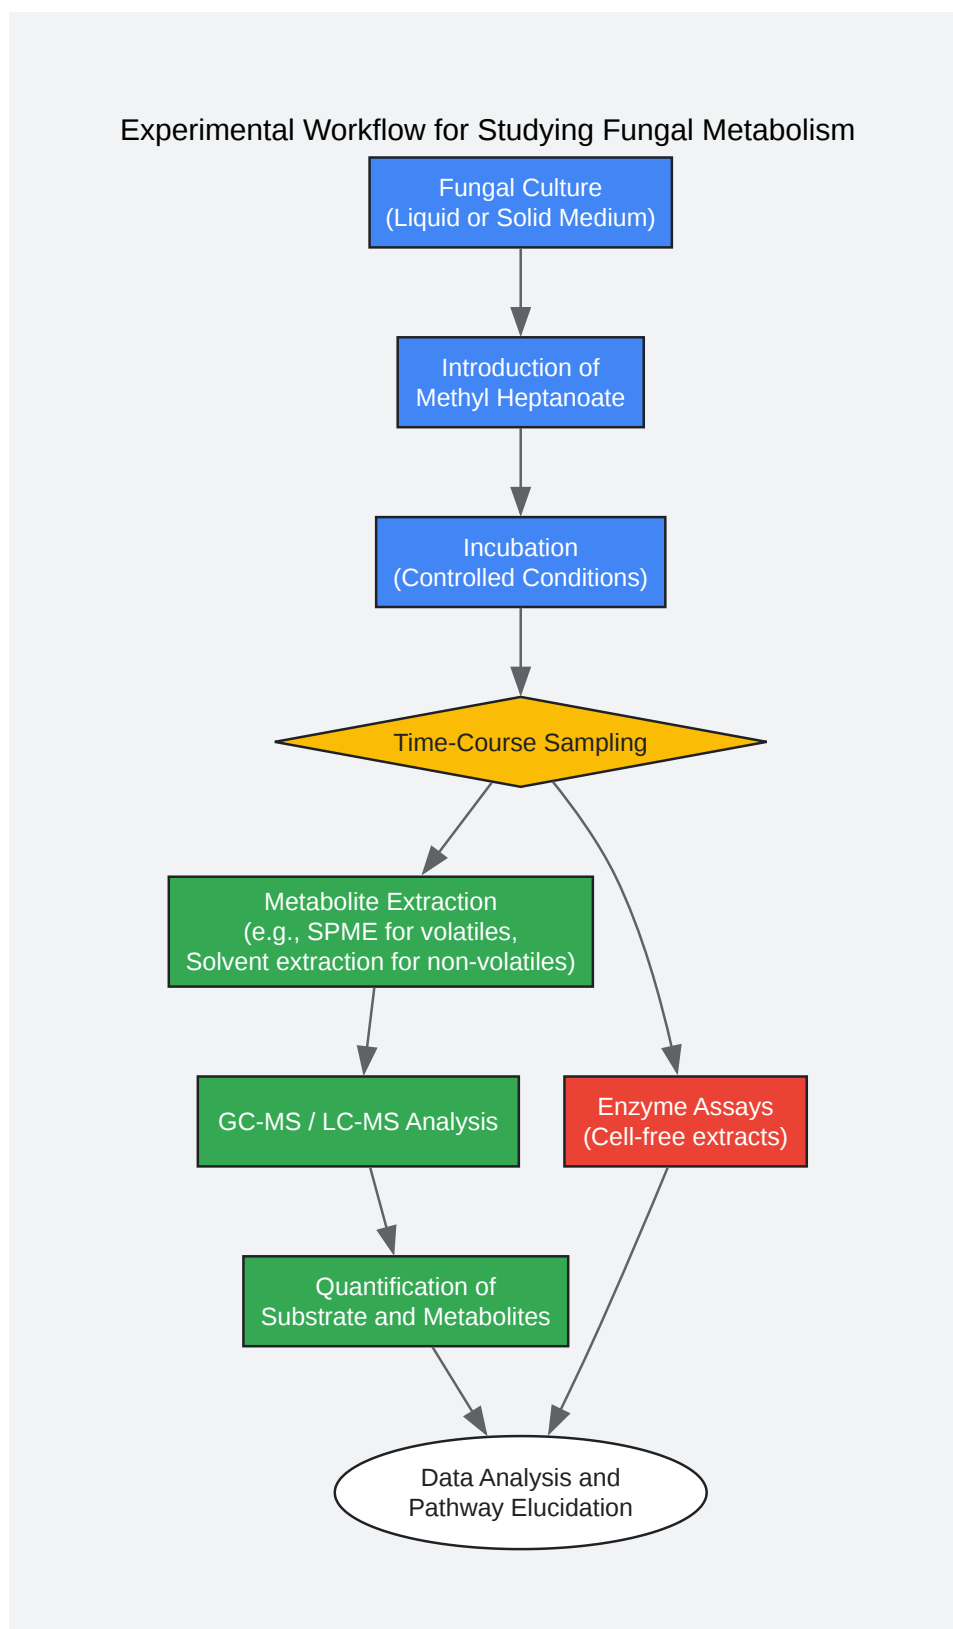 Experimental Workflow for Studying Fungal Metabolism
Fungal Culture
(Liquid or Solid Medium)
Introduction of
Methyl Heptanoate
Incubation
(Controlled Conditions)
Time-Course Sampling
Metabolite Extraction
(e.g., SPME for volatiles,
Solvent extraction for non-volatiles)
GC-MS / LC-MS Analysis
Enzyme Assays
(Cell-free extracts)
Quantification of
Substrate and Metabolites
Data Analysis and
Pathway Elucidation